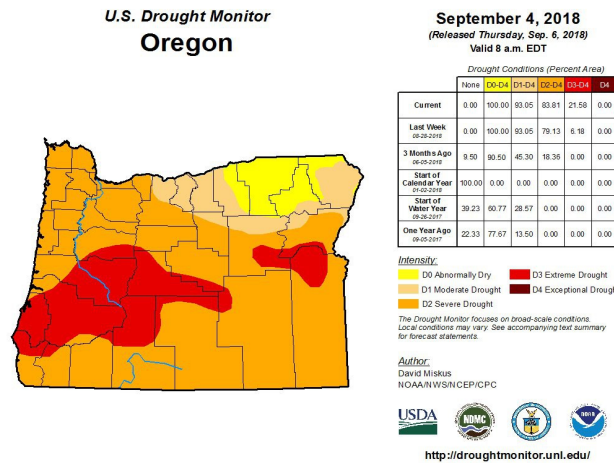 U.S. Drought Monitor
Oregon
September 4, 2018
(Released Thursday, Sep. 6, 2018)
Valid 8 a.m. EDT
Drought Conditions (Percent Area)
None D0-D4 D1-D4 D2-D4 D3-D4 D4
Current 0.00 100.00 93.05 83.81 21.58 0.00
Last Week 08-28-2018 0.00 100.00 93.05 79.13 6.18 0.00
3 Months Ago 06-05-2018 9.50 90.50 45.30 18.36 0.00 0.00
Start of Calendar Year 01-02-2018 100.00 0.00 0.00 0.00 0.00 0.00
Start of Water Year 09-26-2017 39.23 60.77 28.57 0.00 0.00 0.00
One Year Ago 09-05-2017 22.33 77.67 13.50 0.00 0.00 0.00
Intensity:
D0 Abnormally Dry
D1 Moderate Drought
D2 Severe Drought
D3 Extreme Drought
D4 Exceptional Drough
The Drought Monitor focuses on broad-scale conditions.
Local conditions may vary. See accompanying text summary
for forecast statements.
Author:
David Miskus
NOAA/NWS/NCEP/CPC
USDA
NDMC
NOAA
http://droughtmonitor.unl.edu/